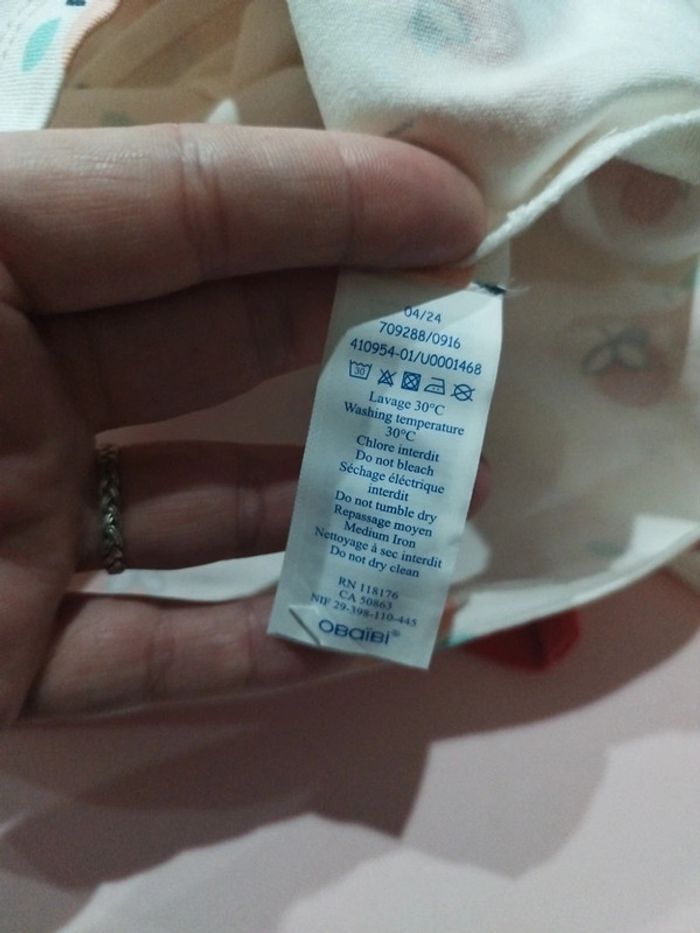 04/24
709288/0916
410954-01/U0001468
30
Lavage 30°C
Washing temperature
30°C
Chlore interdit
Do not bleach
Séchage éléctrique
interdit
Do not tumble dry
Repassage moyen
Medium Iron
Nettoyage à sec interdit
Do not dry clean
RN 118176
CA 50863
NIF 29-398-110-445
OBaïBi®